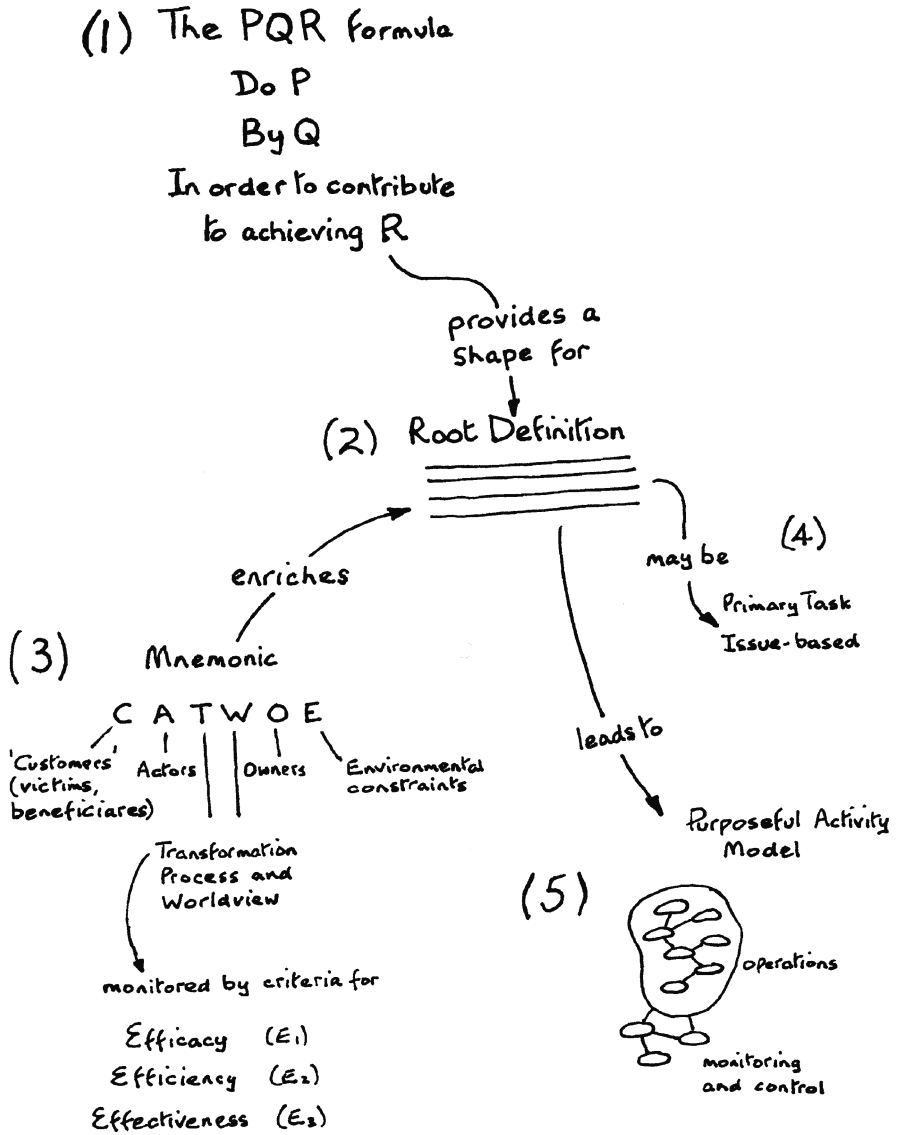 (1) The PQR formula
Do P
By Q
In order to contribute
to achieving R
provides a
shape for
(2) Root Definition
enriches
may be
(4)
Primary Task
Issue-based
(3) Mnemonic
C A T W O E
'Customers'
(victims,
beneficiares)
Actors
Owners
Environmental
constraints
Transformation
Process and
Worldview
monitored by criteria for
Efficacy (E1)
Efficiency (E2)
Effectiveness (E3)
leads to
Purposeful Activity
Model
(5)
operations
monitoring
and control